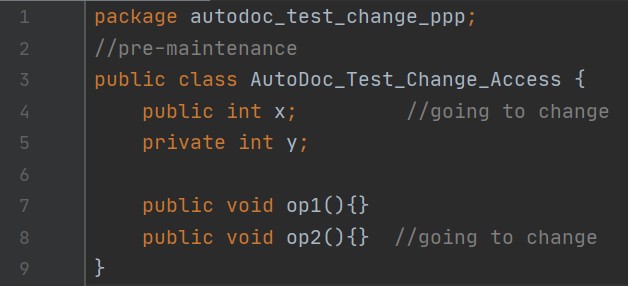 1 package autodoc_test_change_ppp;
2 //pre-maintenance
3 public class AutoDoc_Test_Change_Access {
4     public int x;         //going to change
5     private int y;
6
7     public void op1(){}
8     public void op2(){}  //going to change
9 }